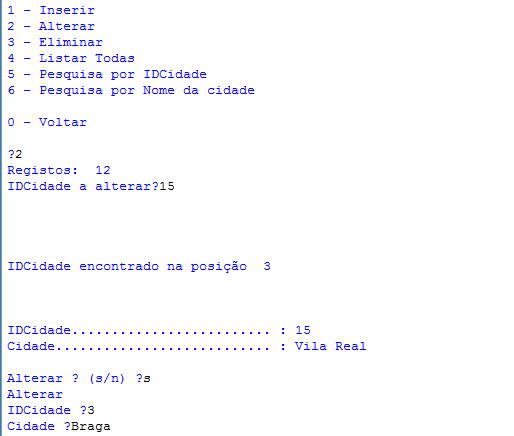 1 - Inserir
2 - Alterar
3 - Eliminar
4 - Listar Todas
5 - Pesquisa por IDCidade
6 - Pesquisa por Nome da cidade
0 - Voltar
?2
Registos:  12
IDCidade a alterar?15
IDCidade encontrado na posição  3
IDCidade......................... : 15
Cidade........................... : Vila Real
Alterar ? (s/n) ?s
Alterar
IDCidade ?3
Cidade ?Braga